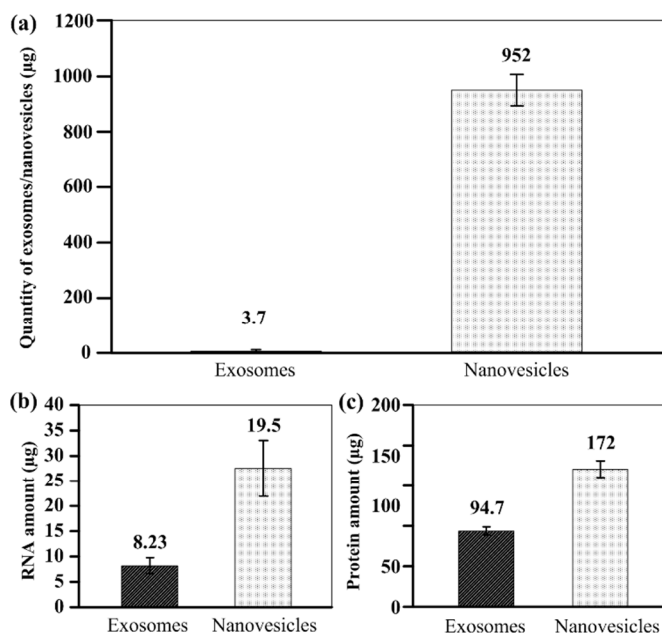 (a)
Quantity of exosomes/nanovesicles (μg)
1200
1000
800
600
400
200
0
3.7
952
Exosomes
Nanovesicles
(b)
RNA amount (μg)
40
35
30
25
20
15
10
5
0
8.23
19.5
Exosomes Nanovesicles
(c)
Protein amount (μg)
200
150
100
50
0
94.7
172
Exosomes Nanovesicles